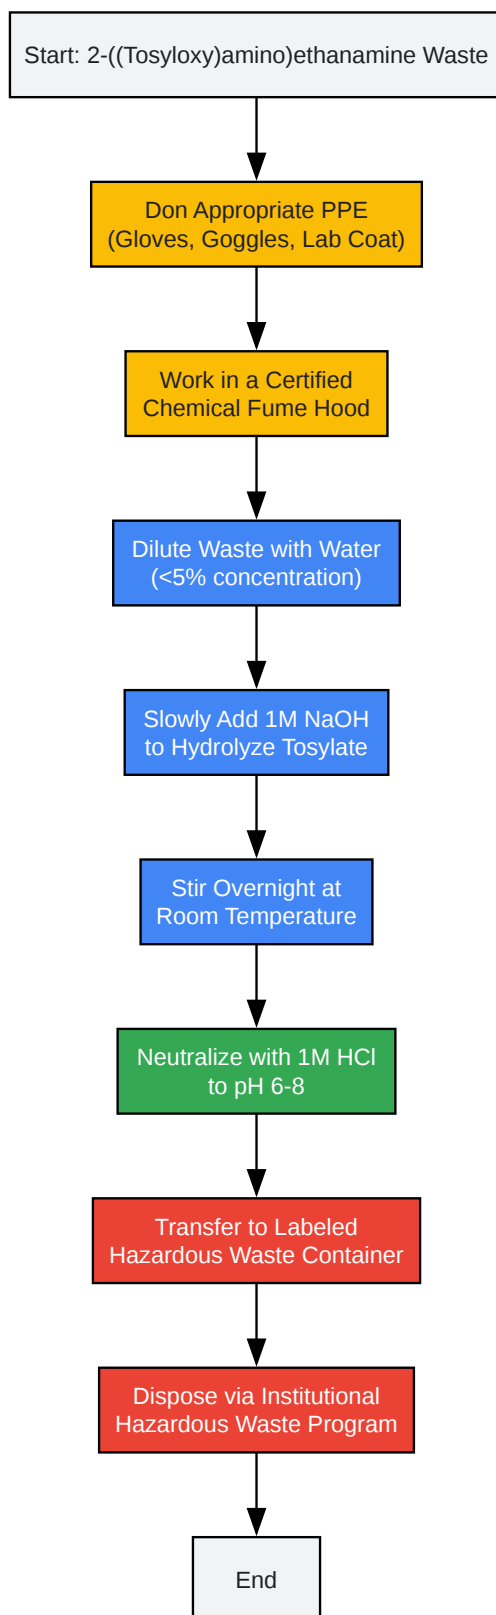 Start: 2-((Tosyloxy)amino)ethanamine Waste
Don Appropriate PPE
(Gloves, Goggles, Lab Coat)
Work in a Certified
Chemical Fume Hood
Dilute Waste with Water
(<5% concentration)
Slowly Add 1M NaOH
to Hydrolyze Tosylate
Stir Overnight at
Room Temperature
Neutralize with 1M HCl
to pH 6-8
Transfer to Labeled
Hazardous Waste Container
Dispose via Institutional
Hazardous Waste Program
End